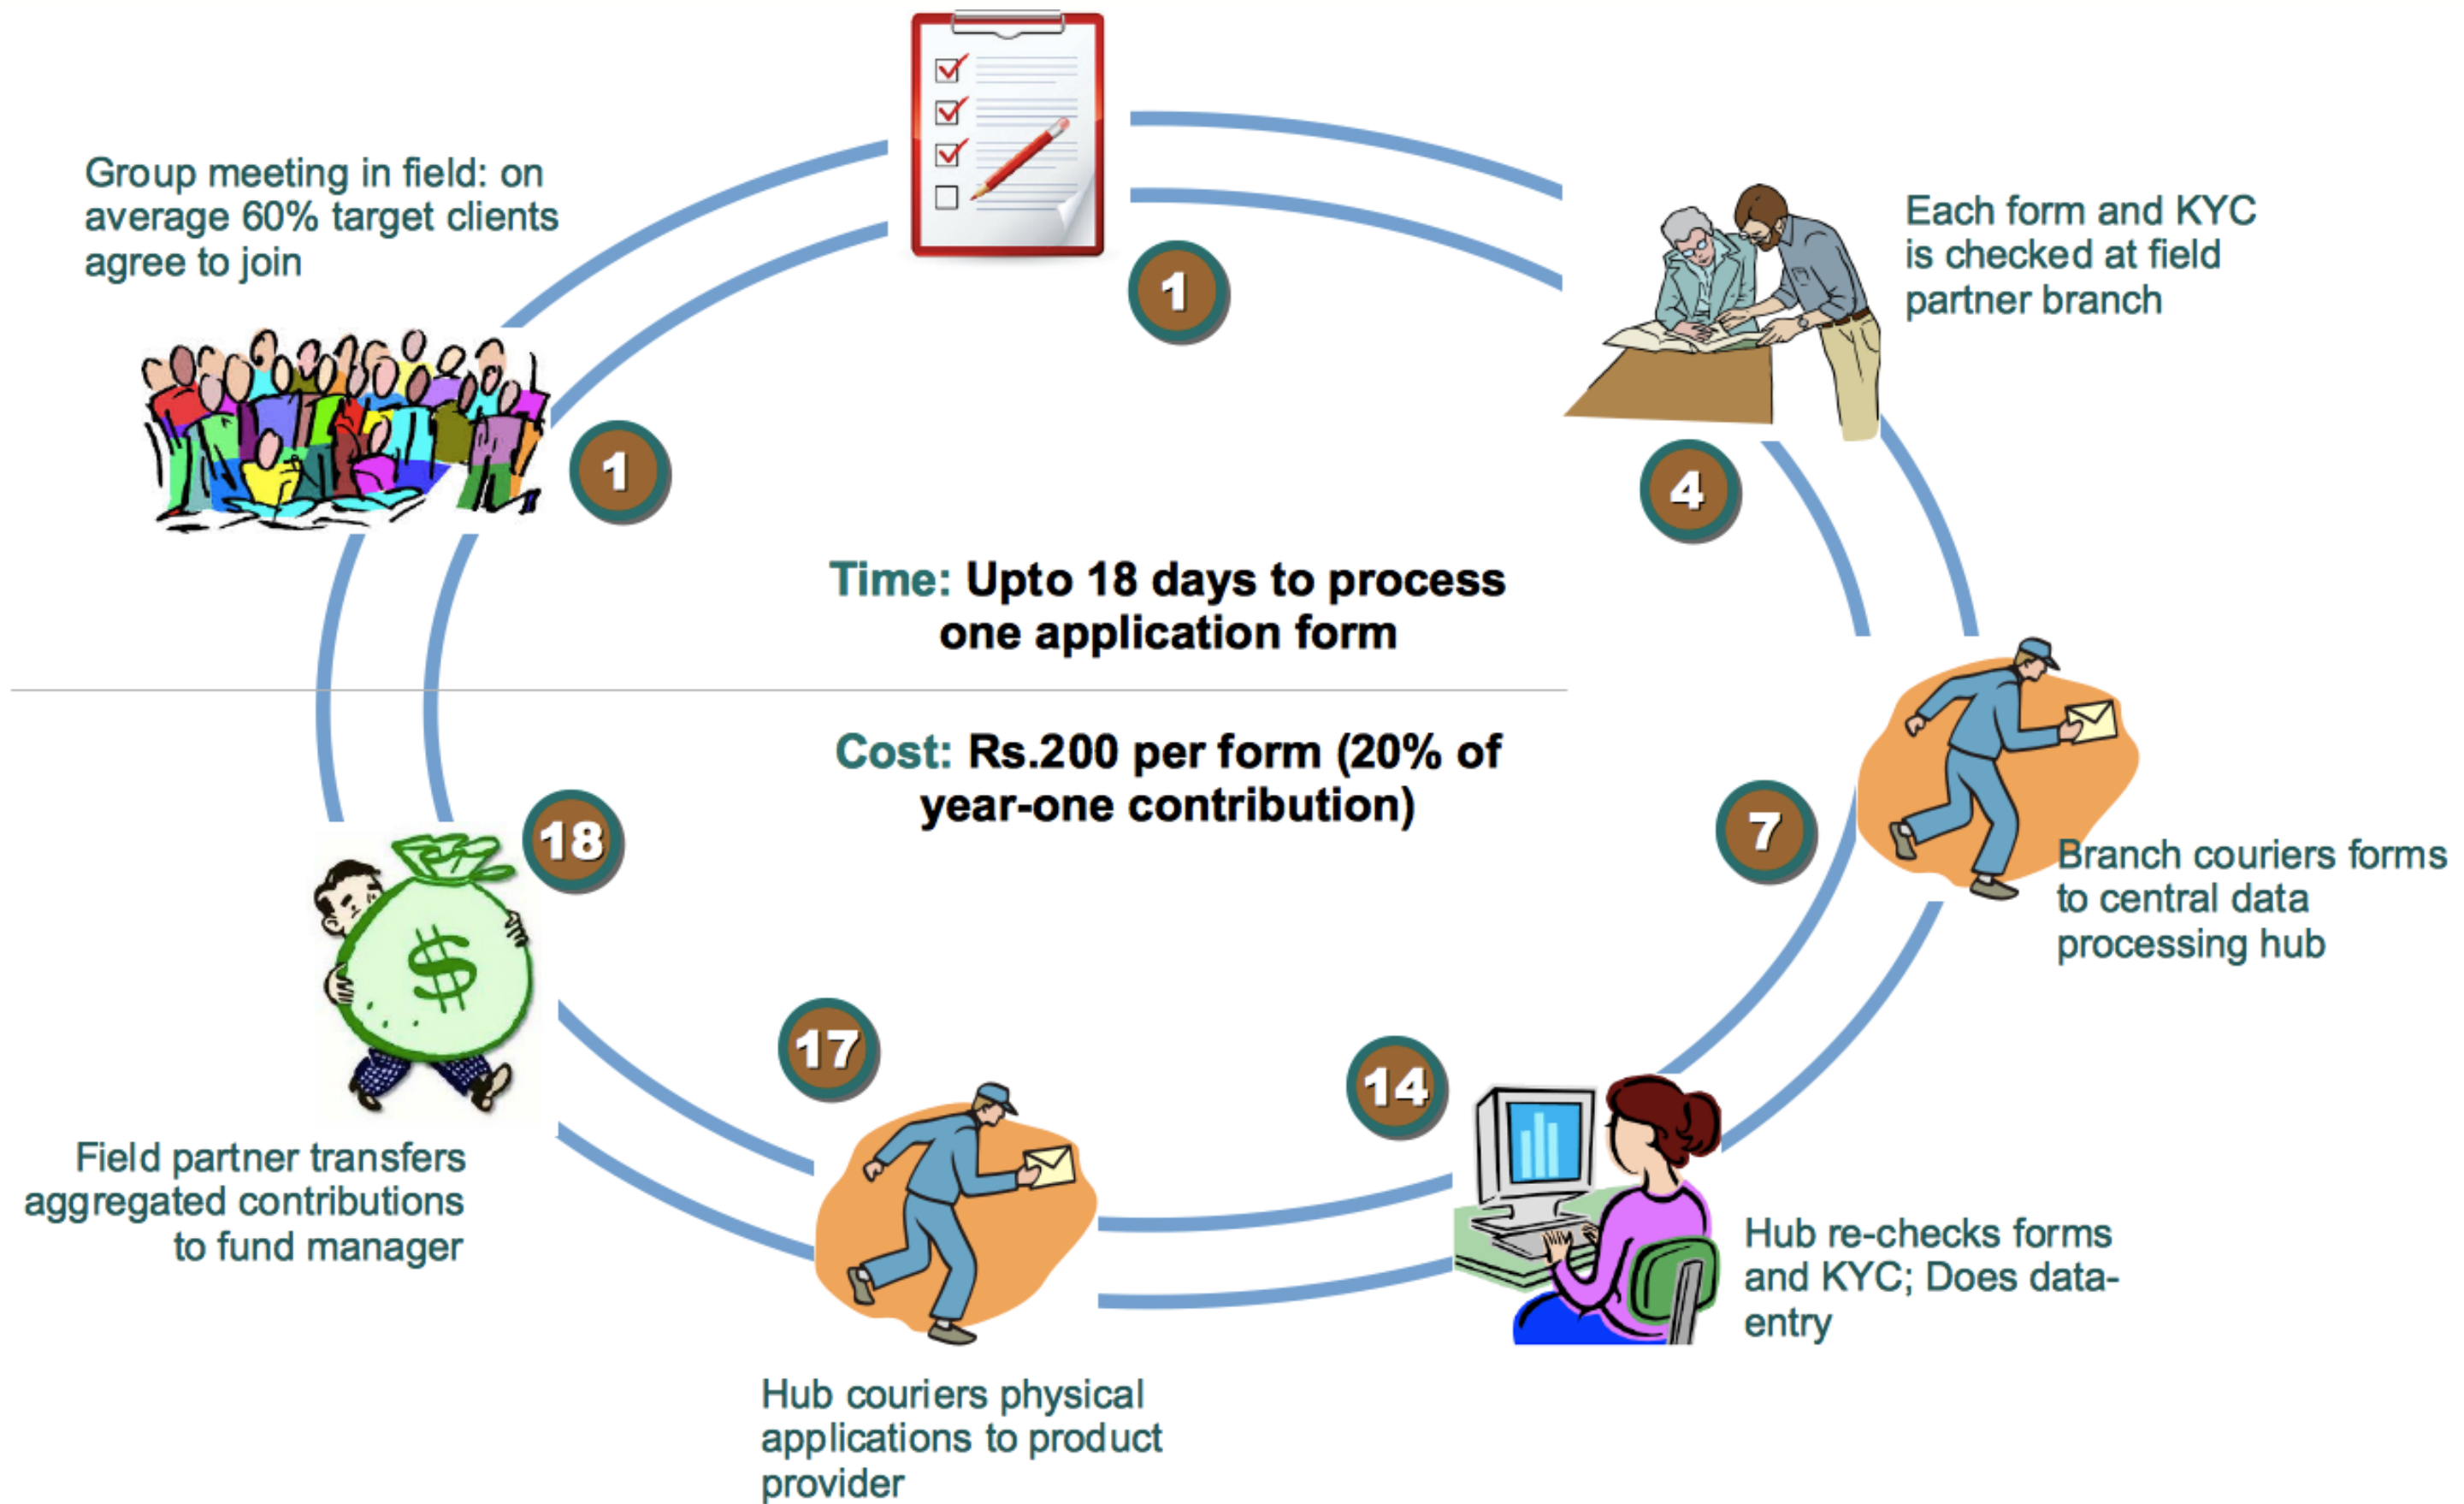 Group meeting in field: on
average 60% target clients
agree to join
1
1
Each form and KYC
is checked at field
partner branch
4
Time: Upto 18 days to process
one application form
Cost: Rs.200 per form (20% of
year-one contribution)
7
Branch couriers forms
to central data
processing hub
14
Hub re-checks forms
and KYC; Does data-
entry
17
Hub couriers physical
applications to product
provider
18
$
Field partner transfers
aggregated contributions
to fund manager